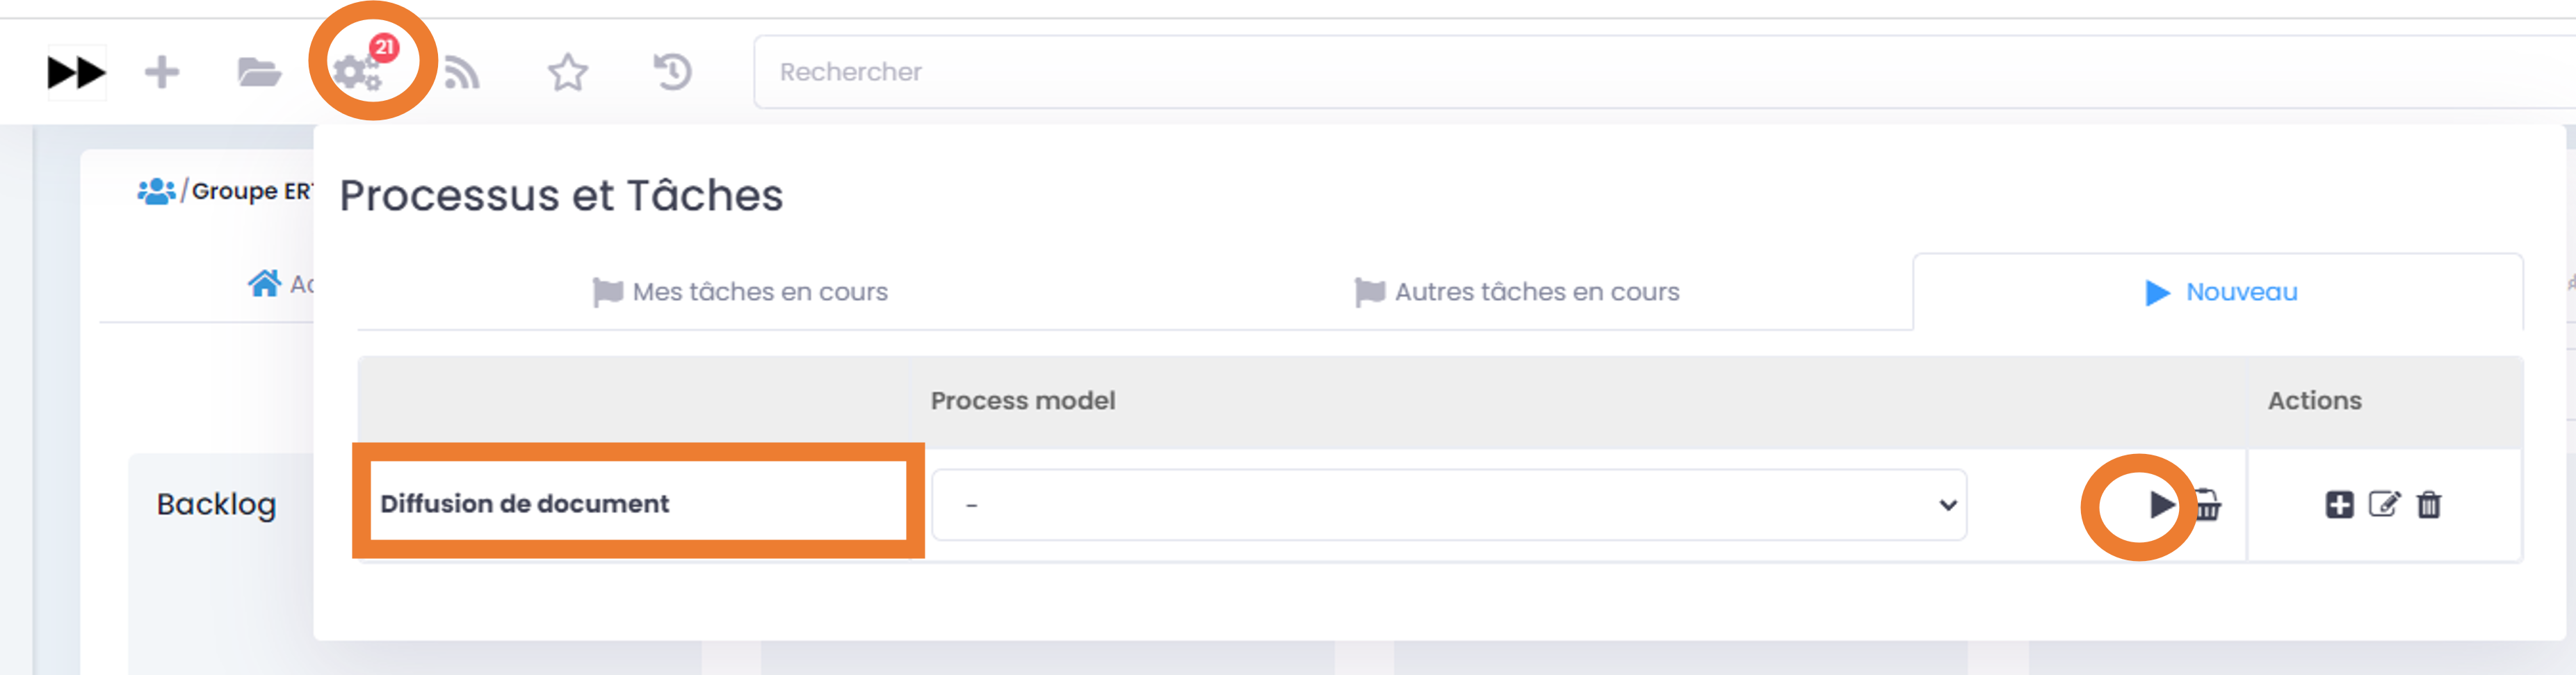 21
Rechercher
/Groupe ER
Processus et Tâches
Mes tâches en cours
Autres tâches en cours
Nouveau
Process model
Actions
Backlog
Diffusion de document
-